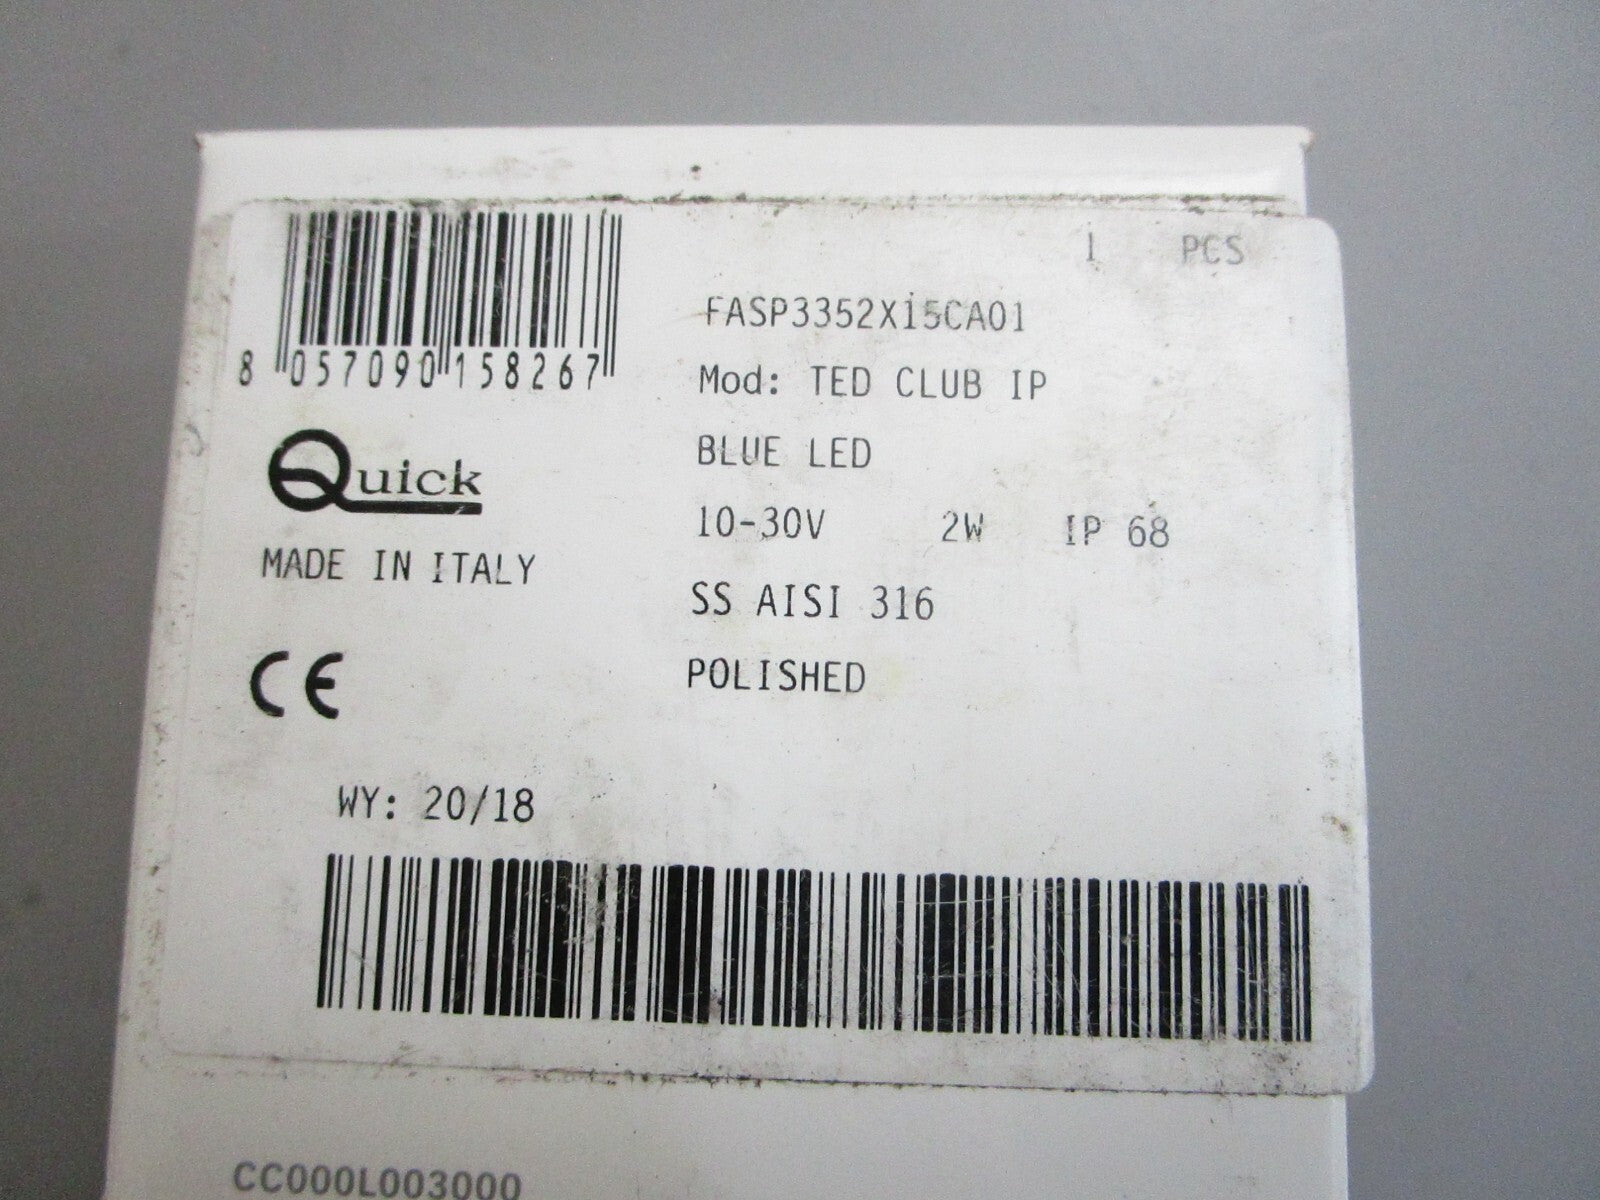 1 PCS
8 057090 158267
FASP3352X15CA01
Mod: TED CLUB IP
BLUE LED
Quick
10-30V 2W IP 68
MADE IN ITALY
SS AISI 316
CE
POLISHED
WY: 20/18
CC000L003000